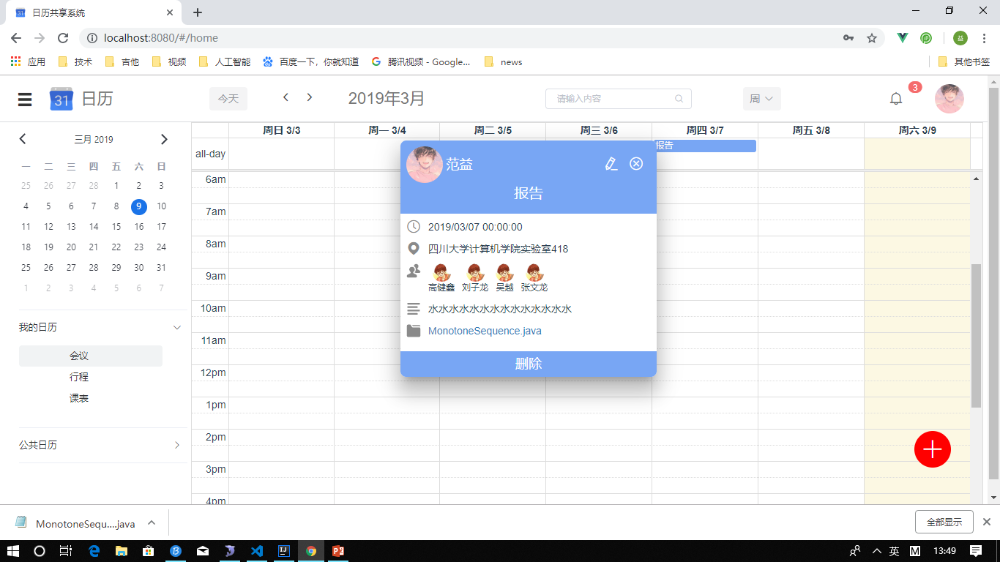 日历共享系统
localhost:8080/#/home
益
应用 技术 吉他 视频 人工智能 百度一下，你就知道 腾讯视频 - Google... news 其他书签
31 日历 今天 2019年3月 请输入内容 周 3
三月 2019
一 二 三 四 五 六 日
25 26 27 28 1 2 3
4 5 6 7 8 9 10
11 12 13 14 15 16 17
18 19 20 21 22 23 24
25 26 27 28 29 30 31
1 2 3 4 5 6 7
我的日历
会议
行程
课表
公共日历
周日 3/3 周一 3/4 周二 3/5 周三 3/6 周四 3/7 周五 3/8 周六 3/9
all-day
报告
6am
7am
8am
9am
10am
11am
12pm
1pm
2pm
3pm
4pm
范益
报告
2019/03/07 00:00:00
四川大学计算机学院实验室418
高健鑫 刘子龙 吴越 张文龙
水水水水水水水水水水水水水水
MonotoneSequence.java
删除
MonotoneSequ....java 全部显示
英 M 13:49